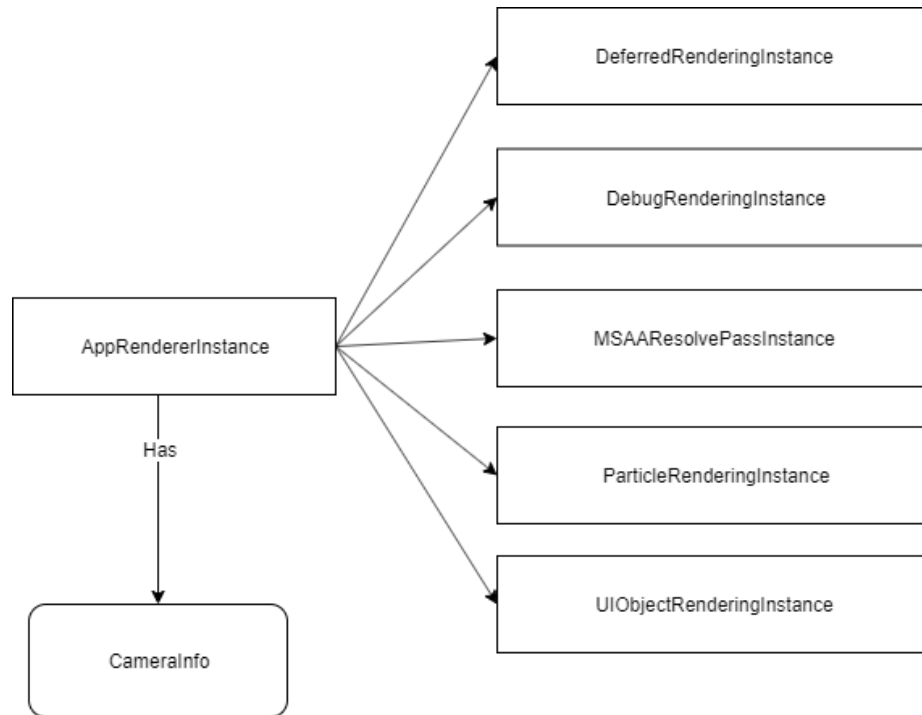 DeferredRenderingInstance
DebugRenderingInstance
AppRendererInstance
MSAAResolvePassInstance
Has
ParticleRenderingInstance
UIObjectRenderingInstance
CameraInfo